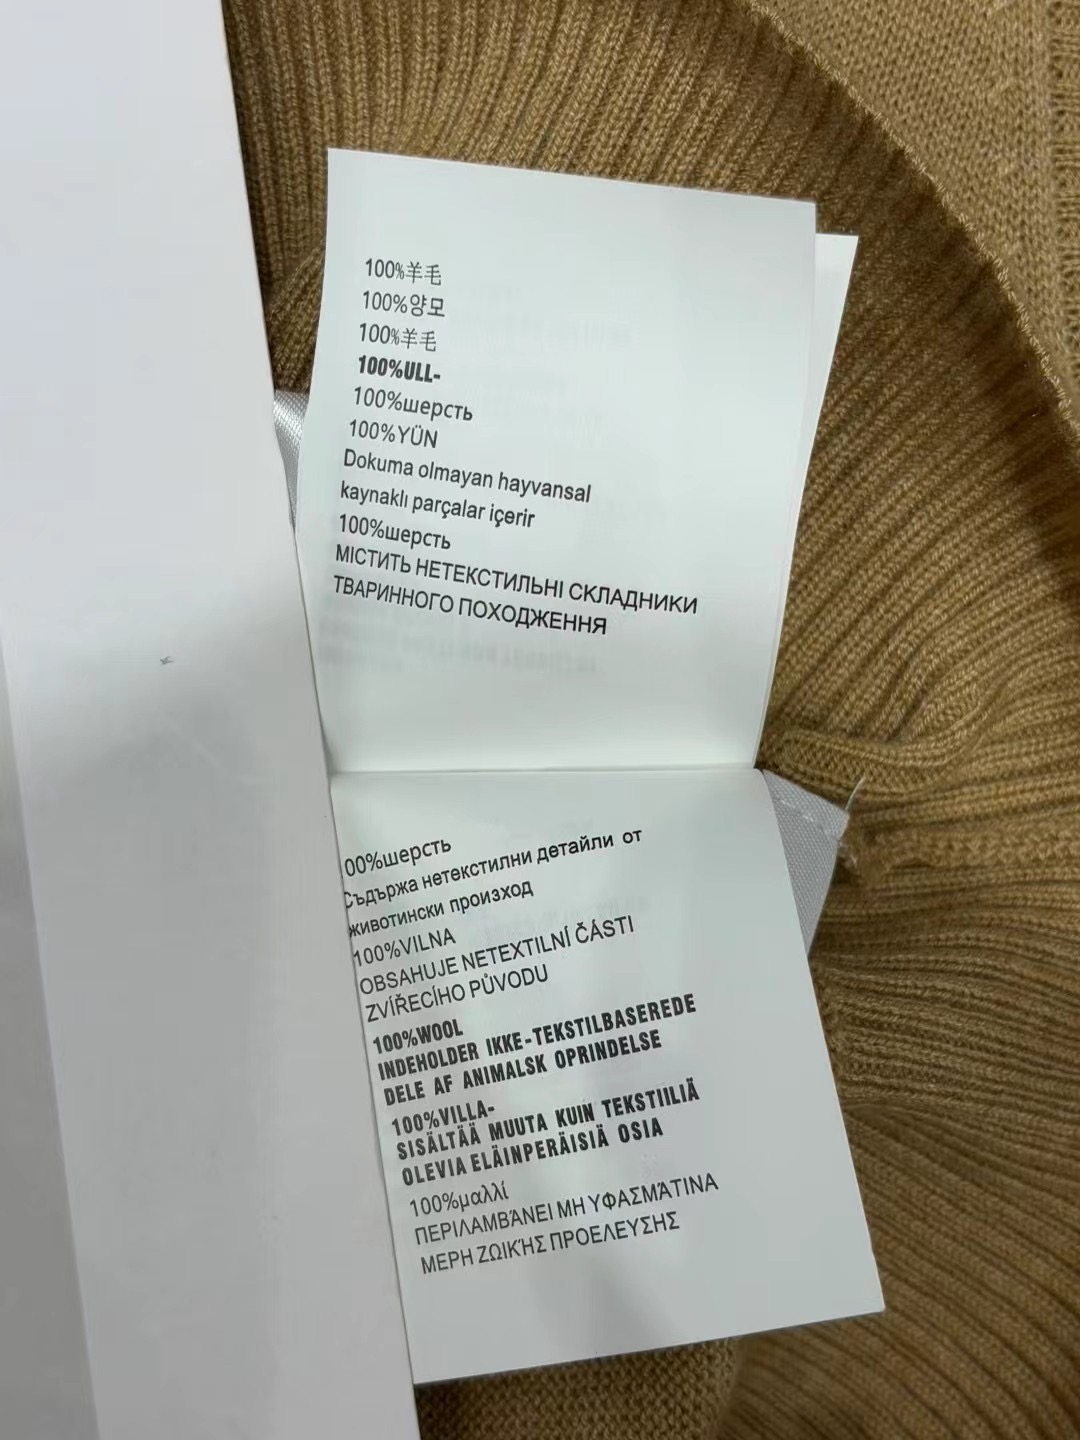 100%羊毛
100%양모
100%羊毛
100%ULL-
100%шерсть
100%YÜN
Dokuma olmayan hayvansal
kaynaklı parçalar içerir
100%шерсть
МІСТИТЬ НЕТЕКСТИЛЬНІ СКЛАДНИКИ
ТВАРИННОГО ПОХОДЖЕННЯ
00%шерсть
Съдържа нетекстилни детайли от
животински произход
100%VILNA
OBSAHUJE NETEXTILNÍ ČÁSTI
ZVÍŘECÍHO PŮVODU
100%WOOL
INDEHOLDER IKKE-TEKSTILBASEREDE
DELE AF ANIMALSK OPRINDELSE
100%VILLA-
SISÄLTÄÄ MUUTA KUIN TEKSTIILIÄ
OLEVIA ELÄINPERÄISIÄ OSIA
100%μαλλί
ΠΕΡΙΛΑΜΒΆΝΕΙ ΜΗ ΥΦΑΣΜΆΤΙΝΑ
ΜΕΡΗ ΖΩΙΚΉΣ ΠΡΟΕΛΕΥΣΗΣ